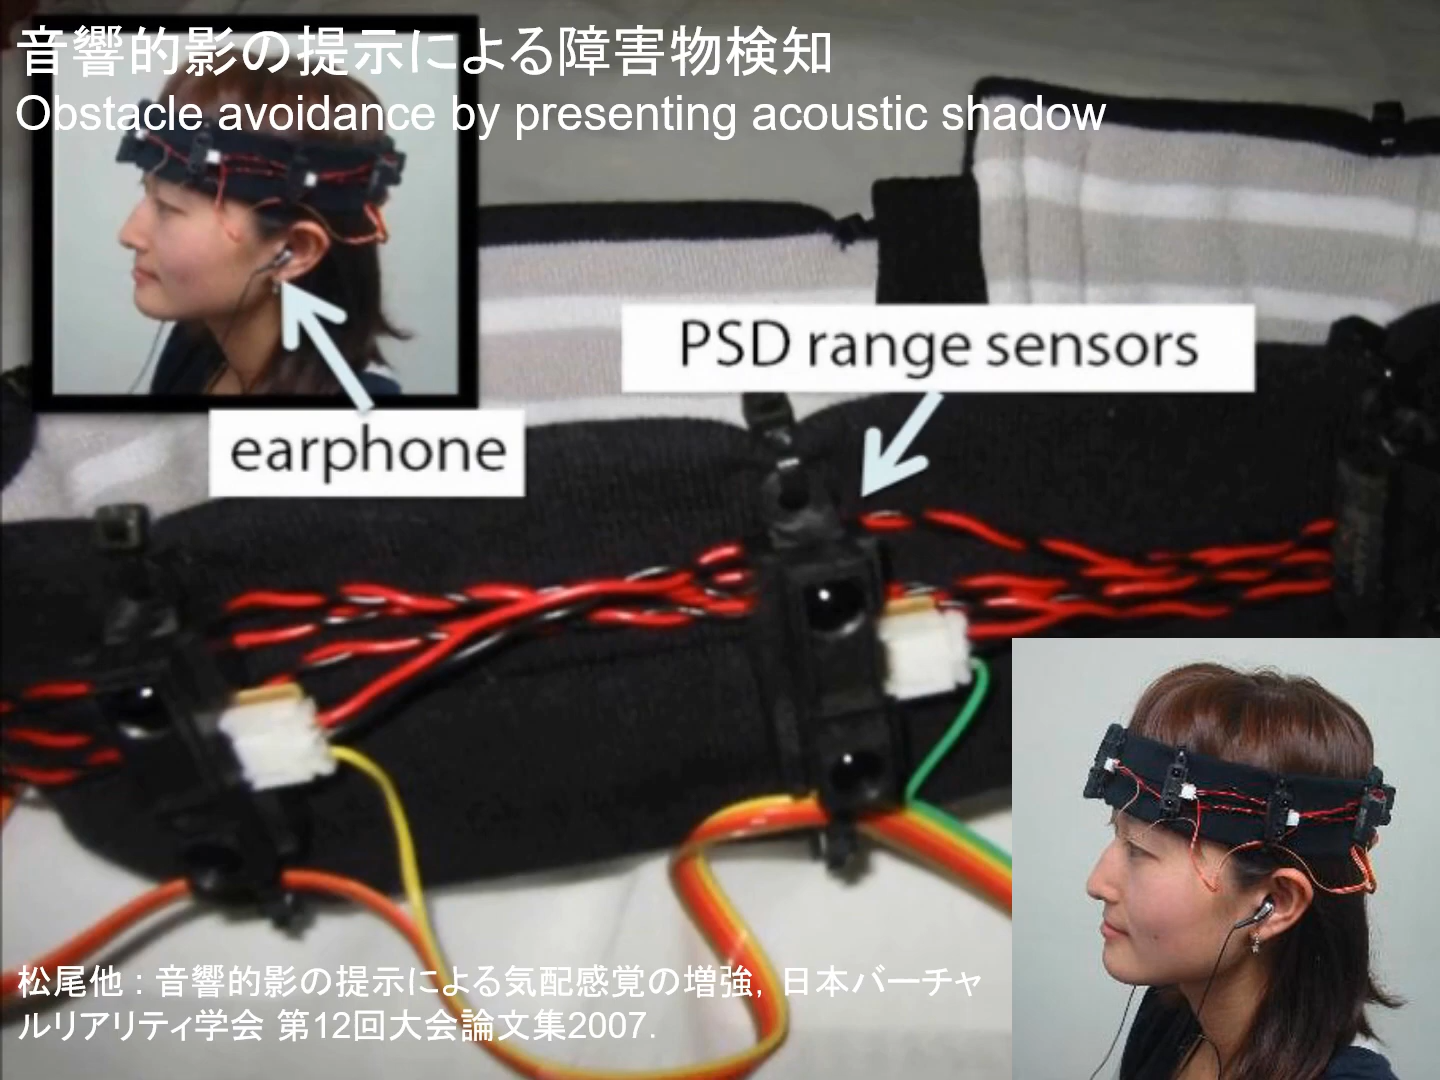 音響的影の提示による障害物検知
Obstacle avoidance by presenting acoustic shadow
PSD range sensors
earphone
松尾他：音響的影の提示による気配感覚の増強，日本バーチャ
ルリアリティ学会 第12回大会論文集2007.